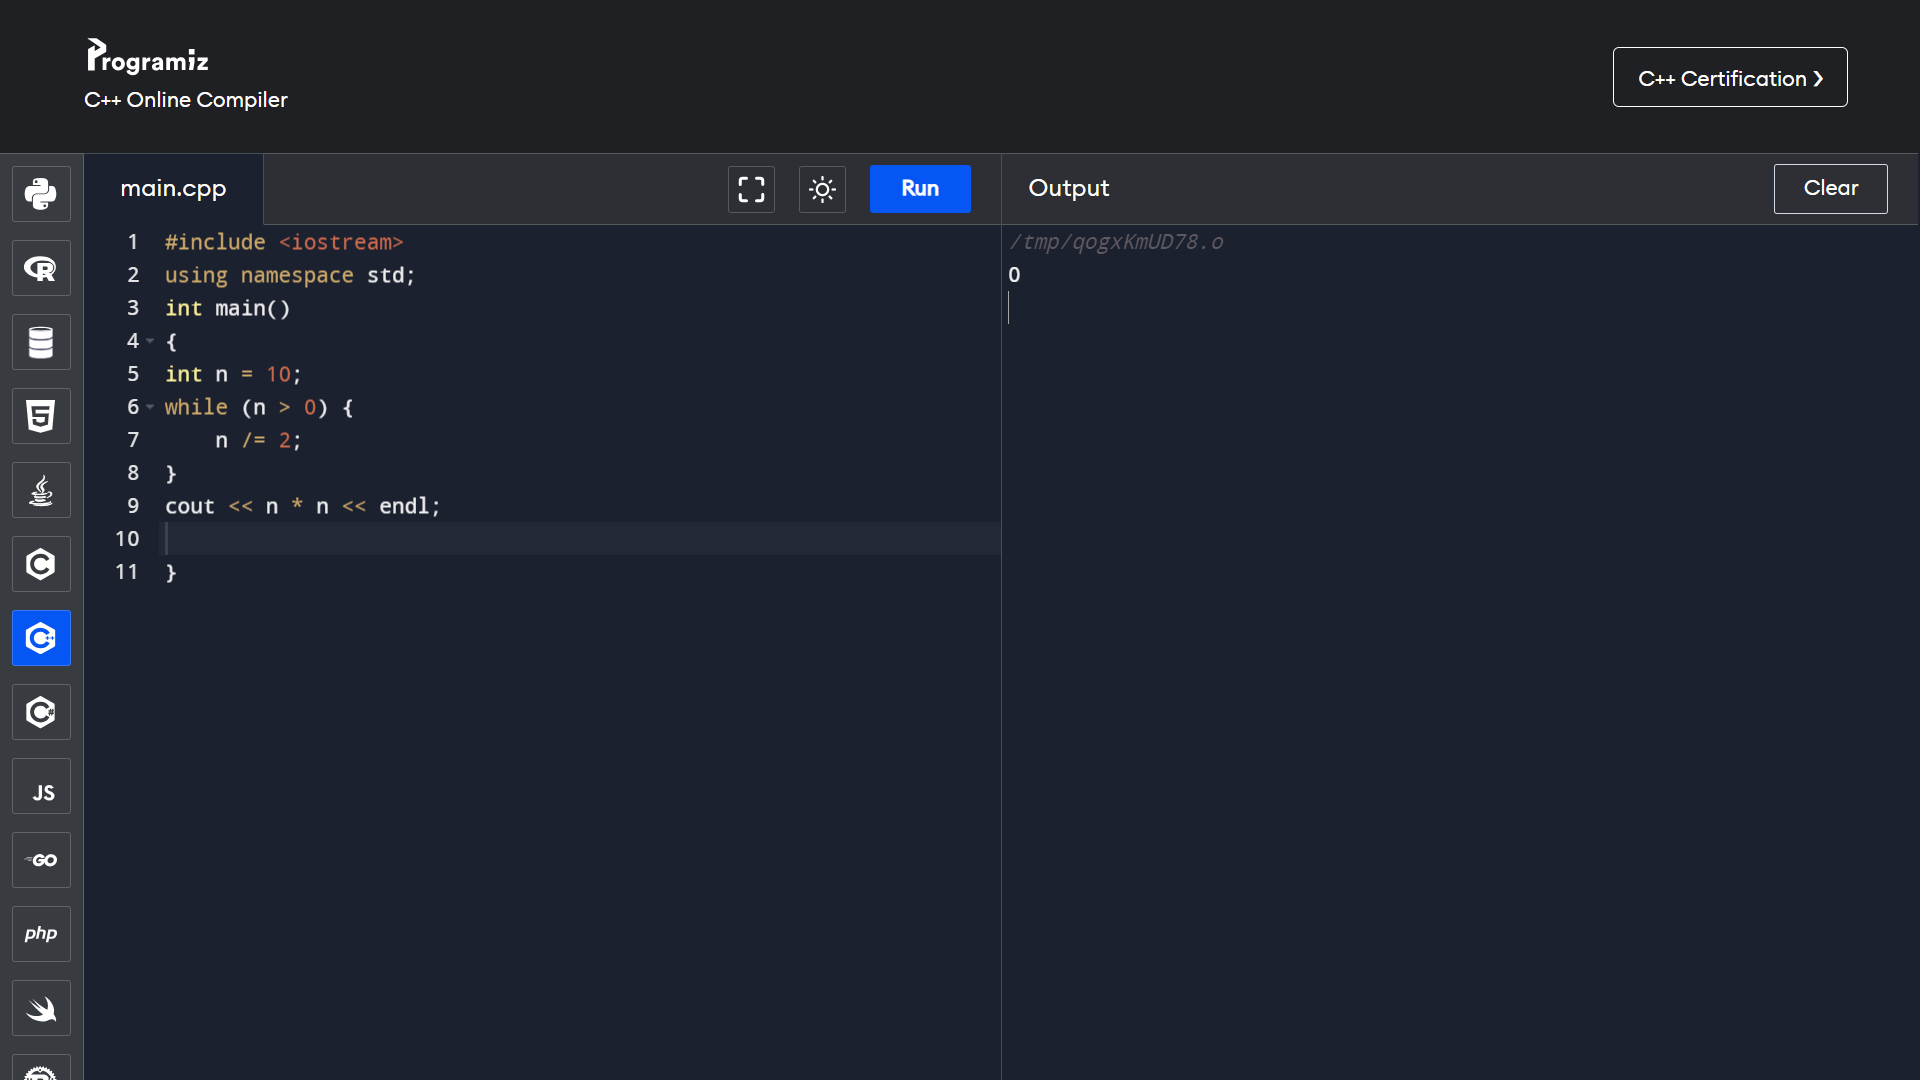 Programiz
C++ Online Compiler
C++ Certification ❯
main.cpp
Run
Output
Clear
1 #include <iostream>
2 using namespace std;
3 int main()
4 {
5 int n = 10;
6 while (n > 0) {
7     n /= 2;
8 }
9 cout << n * n << endl;
10
11 }
/tmp/qogxKmUD78.o
0
R
5
C
C++
C#
JS
GO
php